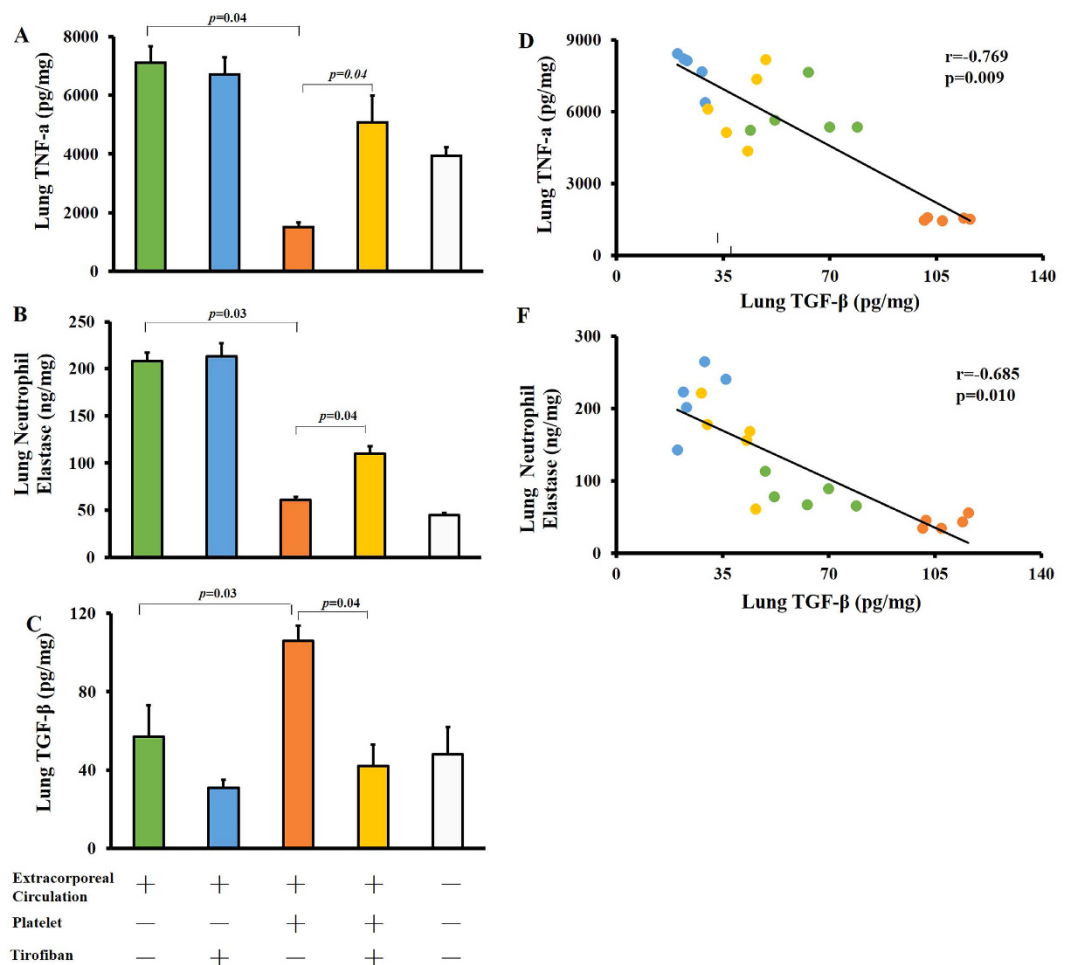 A
p=0.04
p=0.04
Lung TNF-a (pg/mg)
8000
6000
4000
2000
0
B
p=0.03
p=0.04
Lung Neutrophil
Elastase (ng/mg)
250
200
150
100
50
0
C
p=0.03
p=0.04
Lung TGF-β (pg/mg)
120
80
40
0
Extracorporeal
Circulation
+ + + + —
Platelet
— — + + —
Tirofiban
— + — + —
D
r=-0.769
p=0.009
Lung TNF-a (pg/mg)
9000
6000
3000
0
0 35 70 105 140
Lung TGF-β (pg/mg)
F
r=-0.685
p=0.010
Lung Neutrophil
Elastase (ng/mg)
300
200
100
0
0 35 70 105 140
Lung TGF-β (pg/mg)